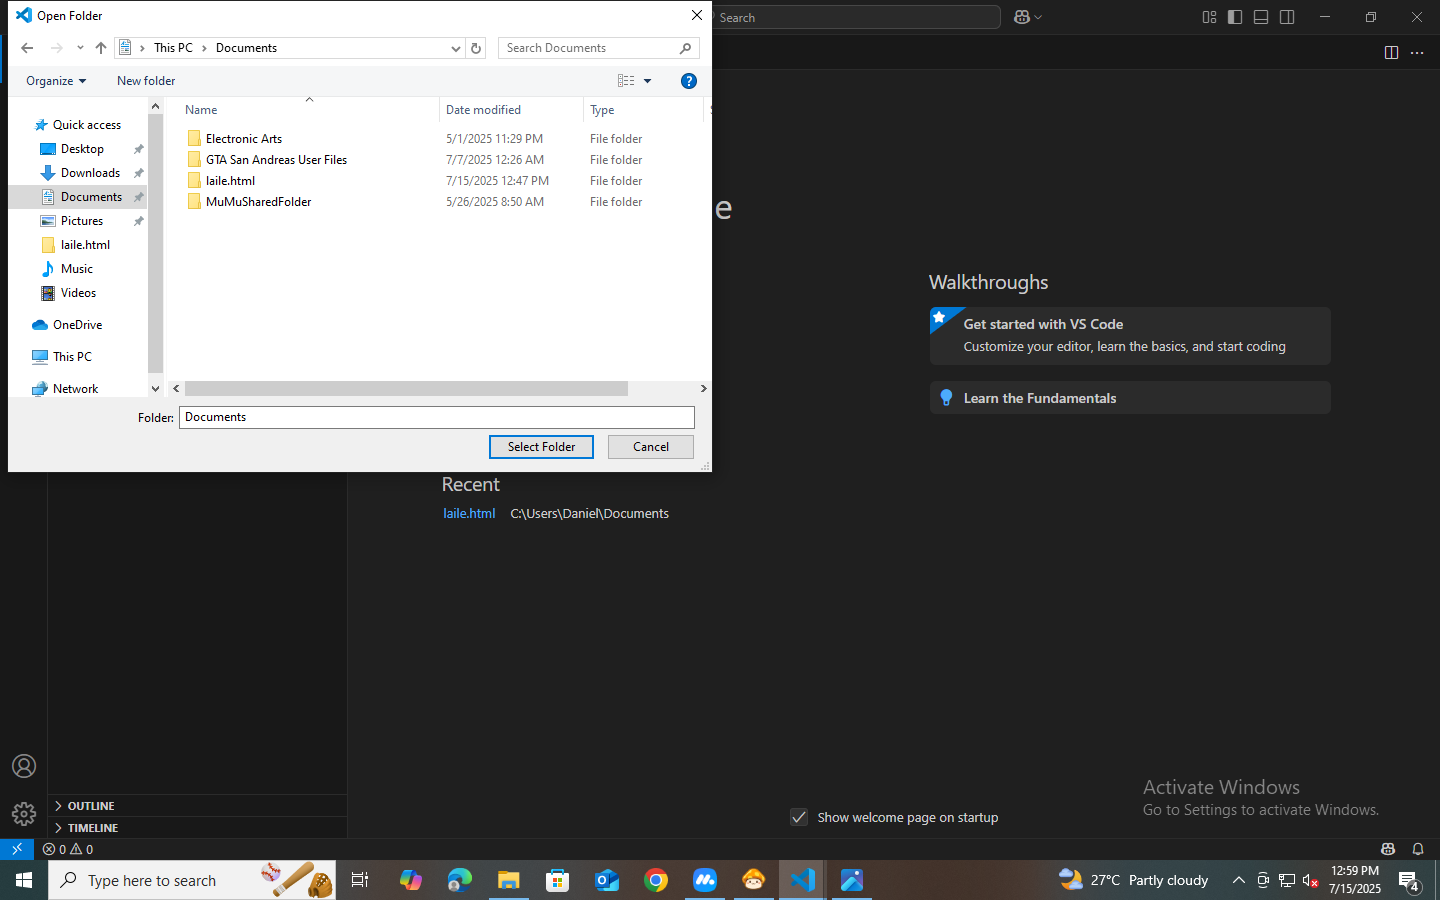 Open Folder
This PC > Documents
Search Documents
Organize
New folder
Name
Date modified
Type
Quick access
Desktop
Downloads
Documents
Pictures
laile.html
Music
Videos
OneDrive
This PC
Network
Electronic Arts 5/1/2025 11:29 PM File folder
GTA San Andreas User Files 7/7/2025 12:26 AM File folder
laile.html 7/15/2025 12:47 PM File folder
MuMuSharedFolder 5/26/2025 8:50 AM File folder
Folder: Documents
Select Folder
Cancel
Search
e
Walkthroughs
Get started with VS Code
Customize your editor, learn the basics, and start coding
Learn the Fundamentals
Recent
laile.html C:\Users\Daniel\Documents
OUTLINE
TIMELINE
Show welcome page on startup
Activate Windows
Go to Settings to activate Windows.
0 0
Type here to search
27°C Partly cloudy
12:59 PM
7/15/2025
4